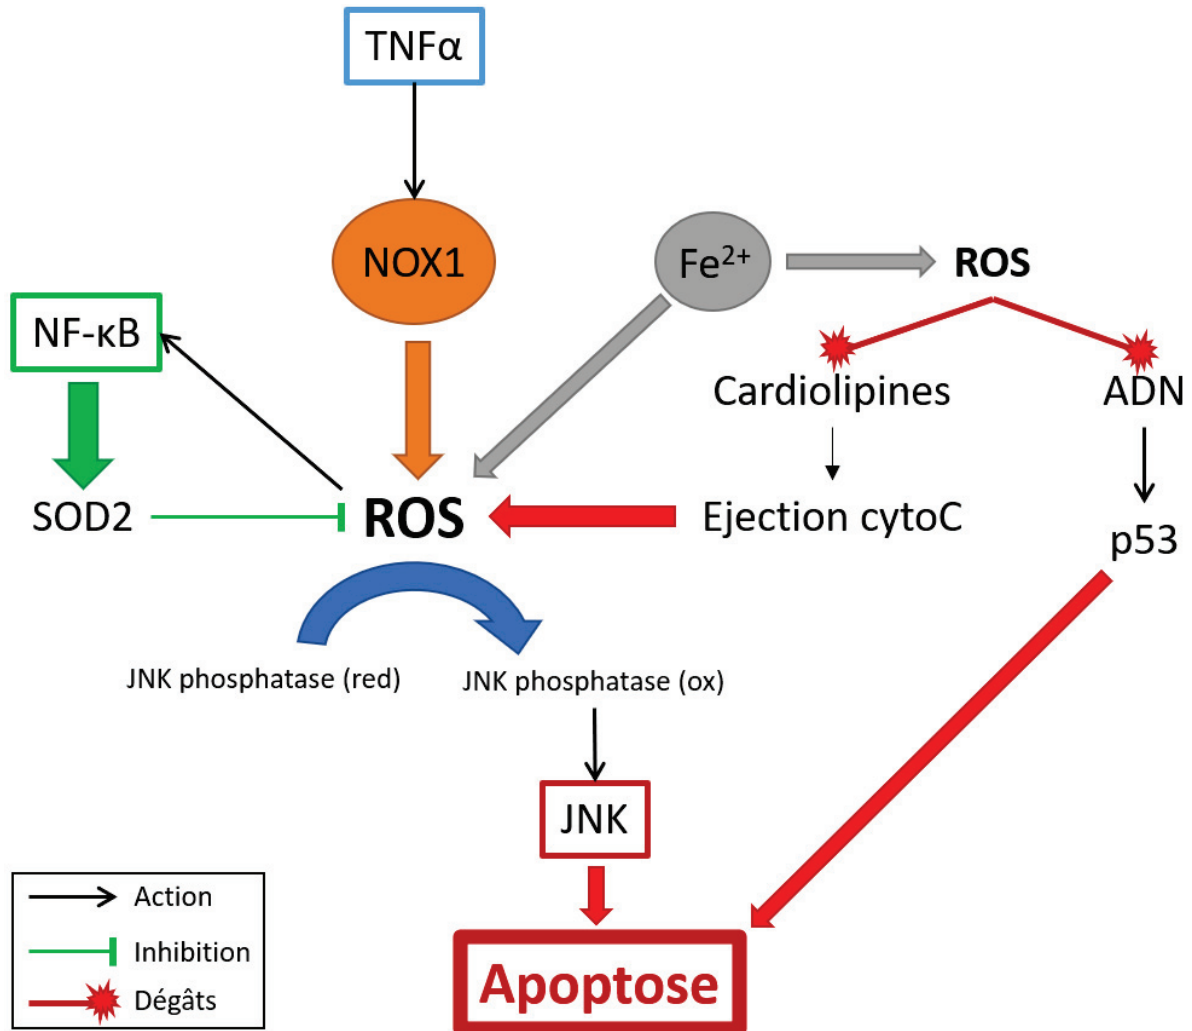 TNFα
NOX1
Fe²⁺
ROS
NF-κB
Cardiolipines
ADN
SOD2
ROS
Ejection cytoC
p53
JNK phosphatase (red)
JNK phosphatase (ox)
JNK
Action
Inhibition
Dégâts
Apoptose